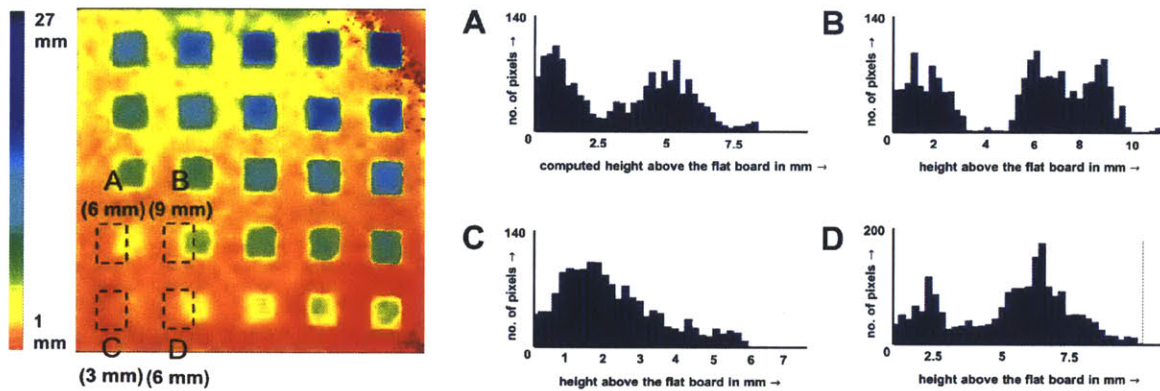 27
mm
1
mm
A
B
(6 mm)
(9 mm)
C
D
(3 mm)
(6 mm)
A
140
no. of pixels →
0
2.5
5
7.5
computed height above the flat board in mm →
B
140
no. of pixels →
0
2
4
6
8
10
height above the flat board in mm →
C
140
no. of pixels →
0
1
2
3
4
5
6
7
height above the flat board in mm →
D
200
no. of pixels →
0
2.5
5
7.5
height above the flat board in mm →